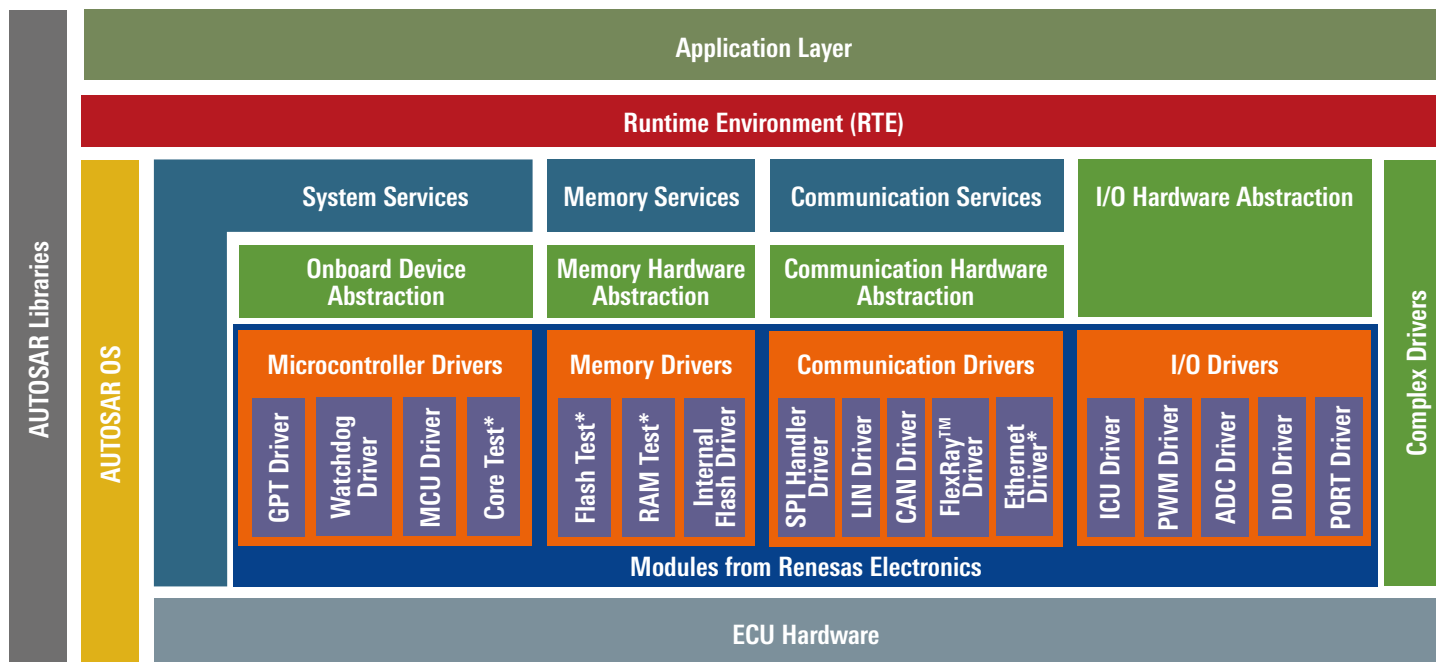 Application Layer
Runtime Environment (RTE)
AUTOSAR Libraries
AUTOSAR OS
System Services
Memory Services
Communication Services
I/O Hardware Abstraction
Complex Drivers
Onboard Device
Abstraction
Memory Hardware
Abstraction
Communication Hardware
Abstraction
Microcontroller Drivers
GPT Driver
Watchdog
Driver
MCU Driver
Core Test*
Memory Drivers
Flash Test*
RAM Test*
Internal
Flash Driver
Communication Drivers
SPI Handler
Driver
LIN Driver
CAN Driver
FlexRay™
Driver
Ethernet
Driver*
I/O Drivers
ICU Driver
PWM Driver
ADC Driver
DIO Driver
PORT Driver
Modules from Renesas Electronics
ECU Hardware